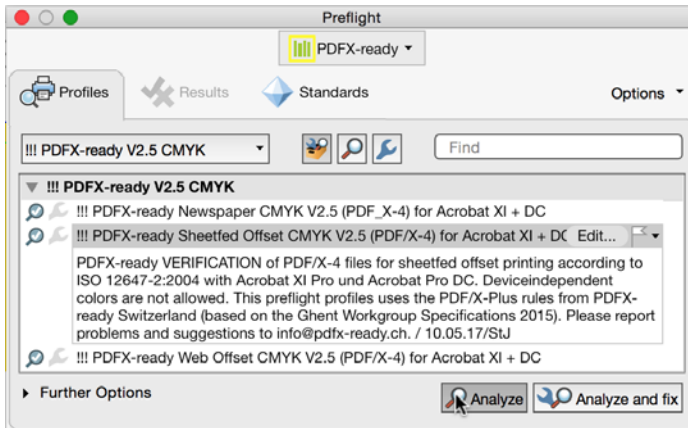 Preflight
PDFX-ready
Profiles
Results
Standards
Options
!!! PDFX-ready V2.5 CMYK
Find
!!! PDFX-ready V2.5 CMYK
!!! PDFX-ready Newspaper CMYK V2.5 (PDF_X-4) for Acrobat XI + DC
!!! PDFX-ready Sheetfed Offset CMYK V2.5 (PDF/X-4) for Acrobat XI + DC Edit...
PDFX-ready VERIFICATION of PDF/X-4 files for sheetfed offset printing according to
ISO 12647-2:2004 with Acrobat XI Pro und Acrobat Pro DC. Deviceindependent
colors are not allowed. This preflight profiles uses the PDF/X-Plus rules from PDFX-
ready Switzerland (based on the Ghent Workgroup Specifications 2015). Please report
problems and suggestions to info@pdfx-ready.ch. / 10.05.17/StJ
!!! PDFX-ready Web Offset CMYK V2.5 (PDF/X-4) for Acrobat XI + DC
Further Options
Analyze
Analyze and fix